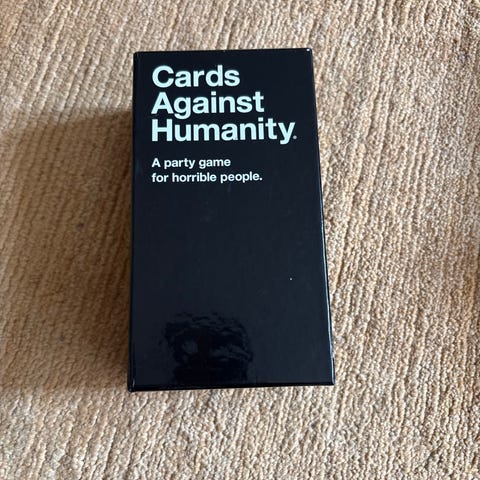 Cards
Against
Humanity®
A party game
for horrible people.